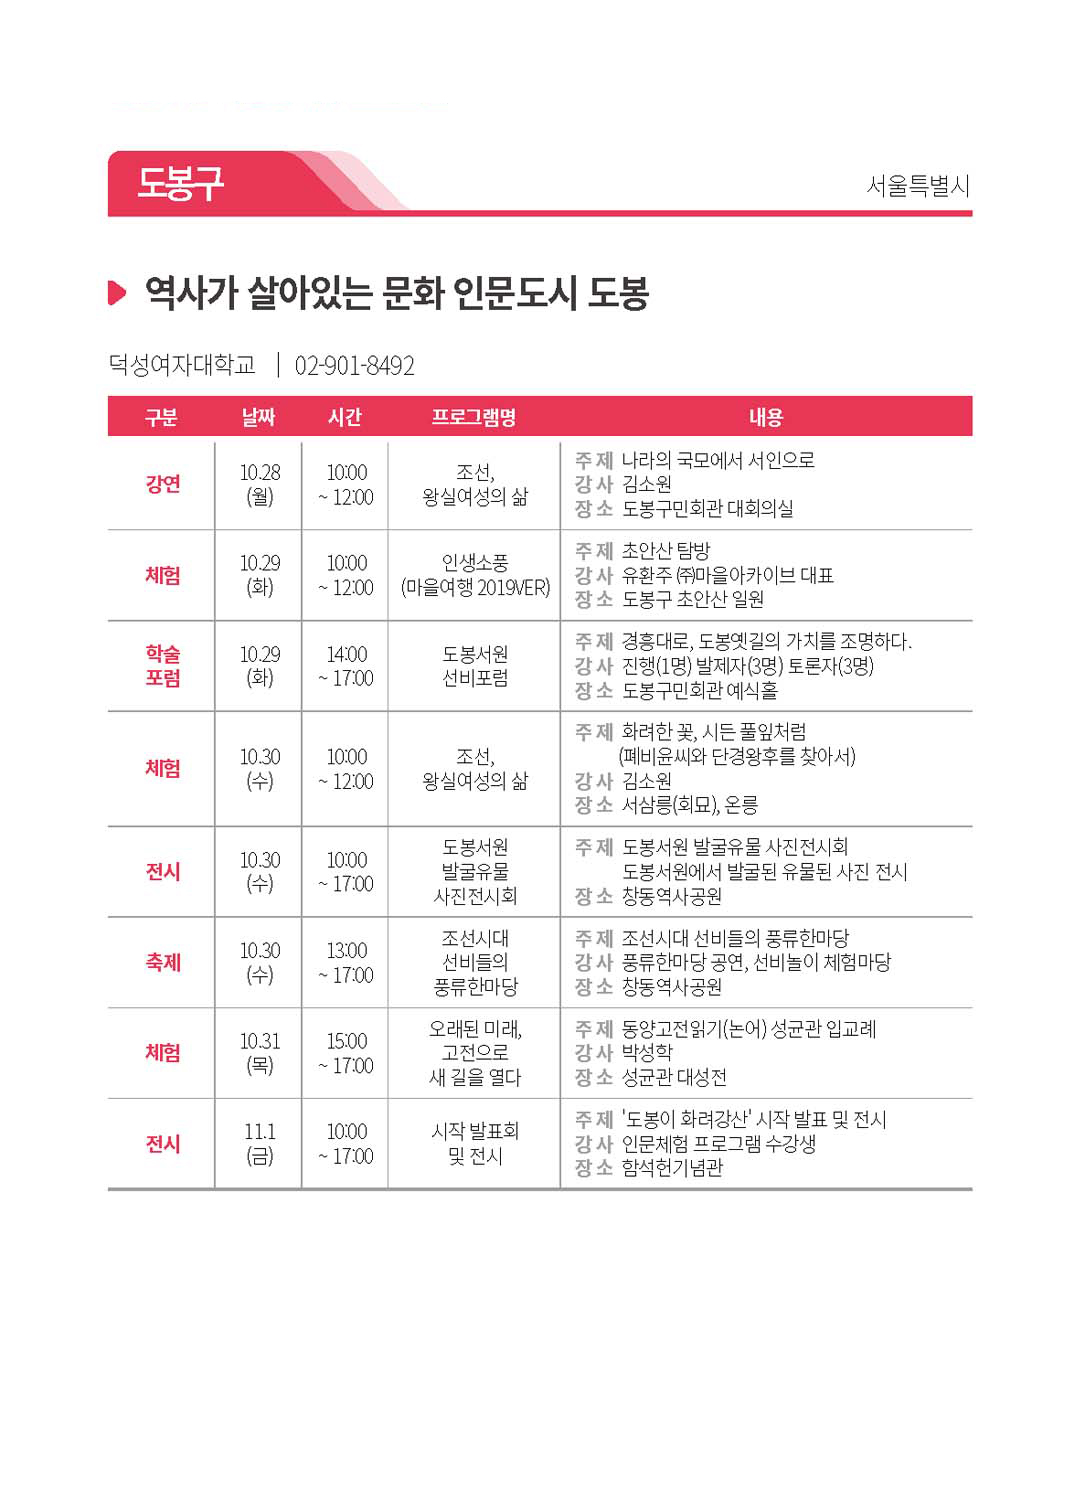 도봉구
서울특별시
역사가 살아있는 문화 인문도시 도봉
덕성여자대학교 | 02-901-8492
구분 날짜 시간 프로그램명 내용
강연
10.28
(월)
10:00
~ 12:00
조선,
왕실여성의 삶
주 제 나라의 국모에서 서인으로
강 사 김소원
장 소 도봉구민회관 대회의실
체험
10.29
(화)
10:00
~ 12:00
인생소풍
(마을여행 2019VER)
주 제 초안산 탐방
강 사 유환주 ㈜마을아카이브 대표
장 소 도봉구 초안산 일원
학술
포럼
10.29
(화)
14:00
~ 17:00
도봉서원
선비포럼
주 제 경흥대로, 도봉옛길의 가치를 조명하다.
강 사 진행(1명) 발제자(3명) 토론자(3명)
장 소 도봉구민회관 예식홀
체험
10.30
(수)
10:00
~ 12:00
조선,
왕실여성의 삶
주 제 화려한 꽃, 시든 풀잎처럼
(폐비윤씨와 단경왕후를 찾아서)
강 사 김소원
장 소 서삼릉(회묘), 온릉
전시
10.30
(수)
10:00
~ 17:00
도봉서원
발굴유물
사진전시회
주 제 도봉서원 발굴유물 사진전시회
도봉서원에서 발굴된 유물된 사진 전시
장 소 창동역사공원
축제
10.30
(수)
13:00
~ 17:00
조선시대
선비들의
풍류한마당
주 제 조선시대 선비들의 풍류한마당
강 사 풍류한마당 공연, 선비놀이 체험마당
장 소 창동역사공원
체험
10.31
(목)
15:00
~ 17:00
오래된 미래,
고전으로
새 길을 열다
주 제 동양고전읽기(논어) 성균관 입교례
강 사 박성학
장 소 성균관 대성전
전시
11.1
(금)
10:00
~ 17:00
시작 발표회
및 전시
주 제 '도봉이 화려강산' 시작 발표 및 전시
강 사 인문체험 프로그램 수강생
장 소 함석헌기념관